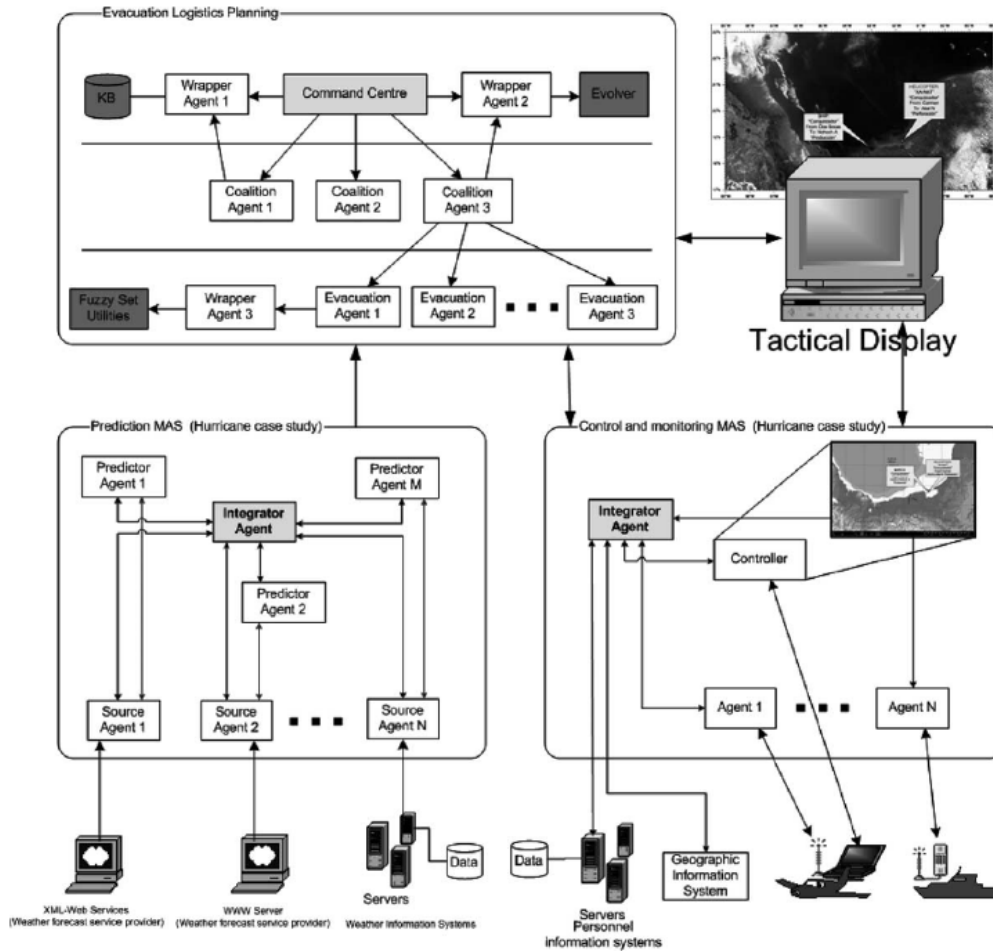 Evacuation Logistics Planning
KB
Wrapper
Agent 1
Command Centre
Wrapper
Agent 2
Evolver
Coalition
Agent 1
Coalition
Agent 2
Coalition
Agent 3
Fuzzy Set
Utilities
Wrapper
Agent 3
Evacuation
Agent 1
Evacuation
Agent 2
Evacuation
Agent 3
Tactical Display
Prediction MAS (Hurricane case study)
Predictor
Agent 1
Predictor
Agent M
Integrator
Agent
Predictor
Agent 2
Source
Agent 1
Source
Agent 2
Source
Agent N
Control and monitoring MAS (Hurricane case study)
Integrator
Agent
Controller
Agent 1
Agent N
XML-Web Services
(Weather forecast service provider)
WWW Server
(Weather forecast service provider)
Data
Servers
Weather Information Systems
Data
Servers
Personnel
information systems
Geographic
Information
System